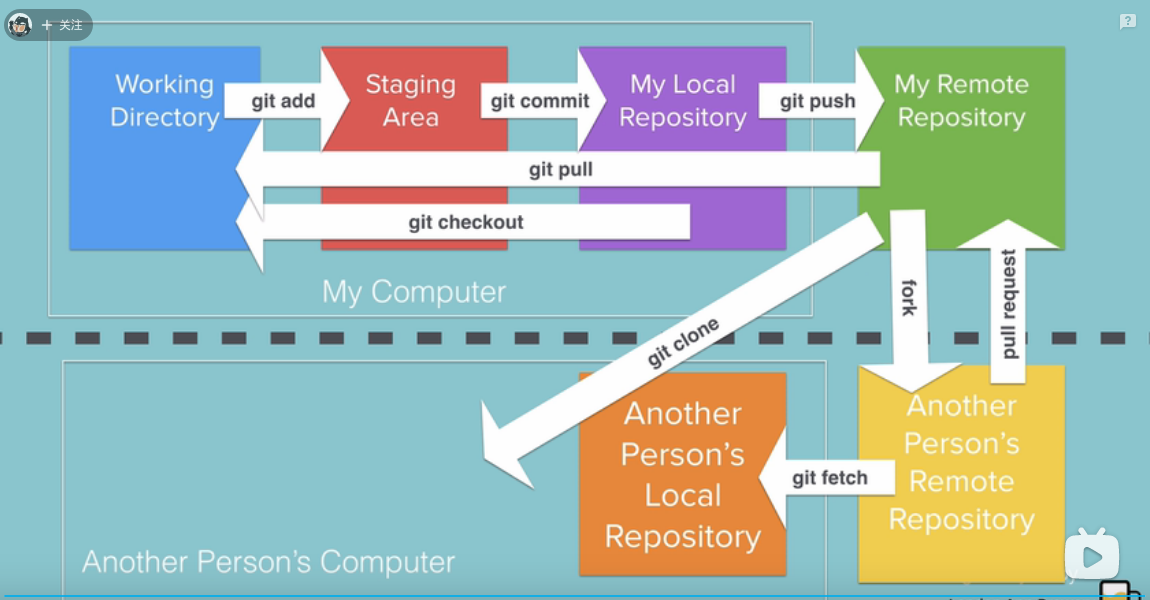 + 关注
?
Working
Directory
git add
Staging
Area
git commit
My Local
Repository
git push
My Remote
Repository
git pull
git checkout
My Computer
git clone
fork
pull request
Another
Person's
Local
Repository
git fetch
Another
Person's
Remote
Repository
Another Person's Computer